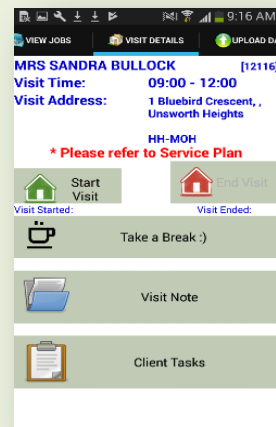 9:16 AM
VIEW JOBS VISIT DETAILS UPLOAD DA
MRS SANDRA BULLOCK [12116]
Visit Time: 09:00 - 12:00
Visit Address: 1 Bluebird Crescent, ,
Unsworth Heights
HH-MOH
* Please refer to Service Plan
Start
Visit
End Visit
Visit Started: Visit Ended:
Take a Break :)
Visit Note
Client Tasks